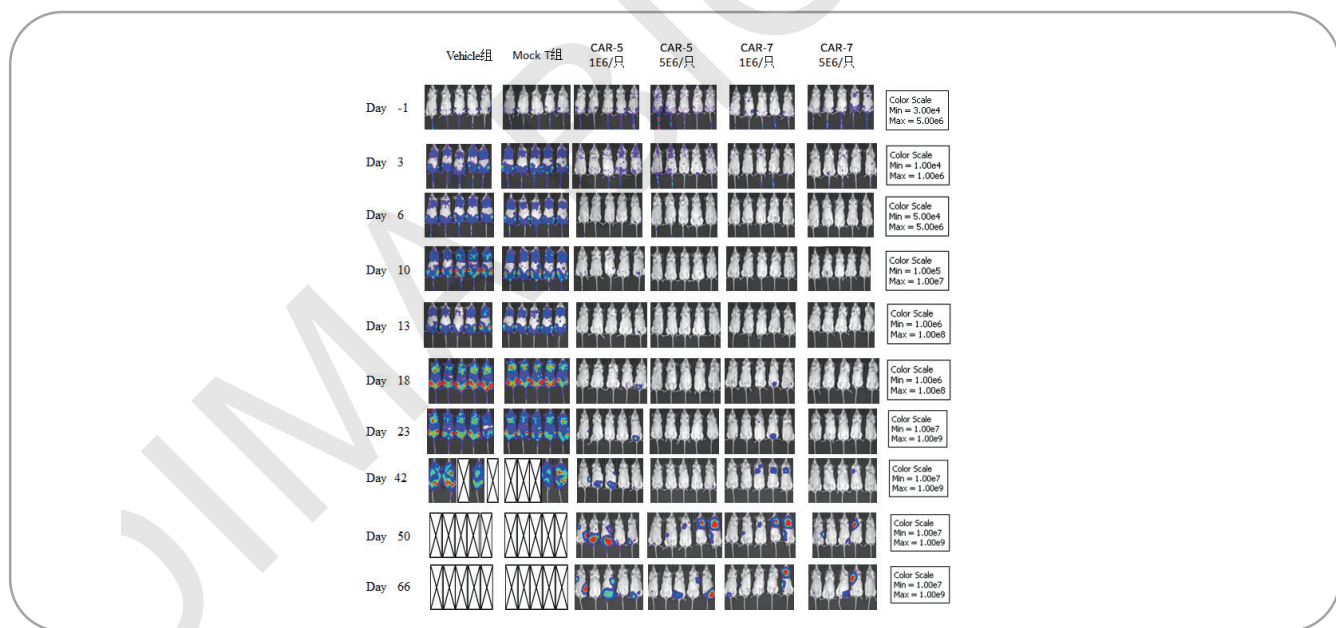 Vehicle组 Mock T组 CAR-5 CAR-5 CAR-7 CAR-7
1E6/只 5E6/只 1E6/只 5E6/只
Day -1
Color Scale
Min = 3.00e4
Max = 5.00e6
Day 3
Color Scale
Min = 1.00e4
Max = 1.00e6
Day 6
Color Scale
Min = 5.00e4
Max = 5.00e6
Day 10
Color Scale
Min = 1.00e5
Max = 1.00e7
Day 13
Color Scale
Min = 1.00e6
Max = 1.00e8
Day 18
Color Scale
Min = 1.00e6
Max = 1.00e8
Day 23
Color Scale
Min = 1.00e7
Max = 1.00e9
Day 42
Color Scale
Min = 1.00e7
Max = 1.00e9
Day 50
Color Scale
Min = 1.00e7
Max = 1.00e9
Day 66
Color Scale
Min = 1.00e7
Max = 1.00e9